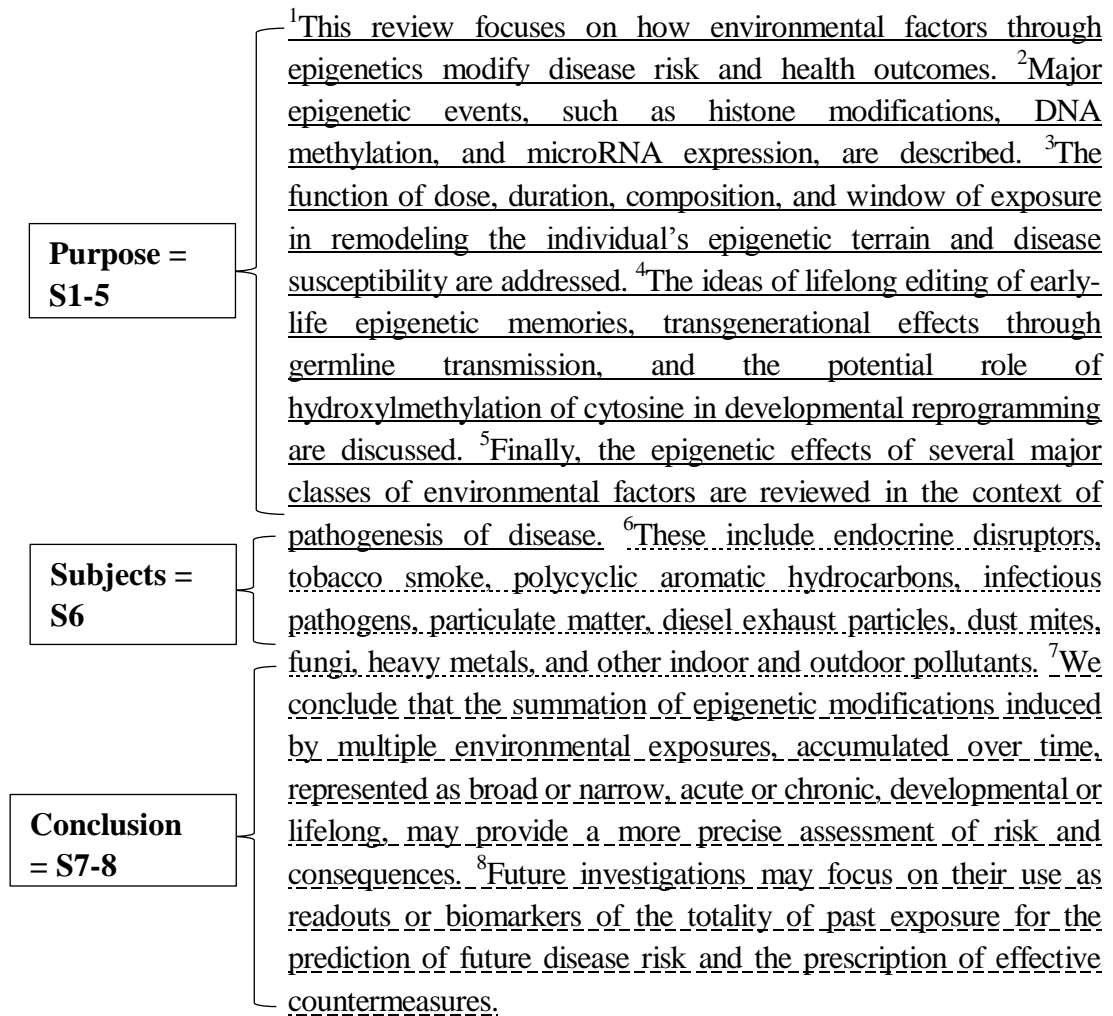 ¹This review focuses on how environmental factors through
epigenetics modify disease risk and health outcomes. ²Major
epigenetic events, such as histone modifications, DNA
methylation, and microRNA expression, are described. ³The
function of dose, duration, composition, and window of exposure
in remodeling the individual's epigenetic terrain and disease
susceptibility are addressed. ⁴The ideas of lifelong editing of early-
life epigenetic memories, transgenerational effects through
germline transmission, and the potential role of
hydroxylmethylation of cytosine in developmental reprogramming
are discussed. ⁵Finally, the epigenetic effects of several major
classes of environmental factors are reviewed in the context of
pathogenesis of disease. ⁶These include endocrine disruptors,
tobacco smoke, polycyclic aromatic hydrocarbons, infectious
pathogens, particulate matter, diesel exhaust particles, dust mites,
fungi, heavy metals, and other indoor and outdoor pollutants. ⁷We
conclude that the summation of epigenetic modifications induced
by multiple environmental exposures, accumulated over time,
represented as broad or narrow, acute or chronic, developmental or
lifelong, may provide a more precise assessment of risk and
consequences. ⁸Future investigations may focus on their use as
readouts or biomarkers of the totality of past exposure for the
prediction of future disease risk and the prescription of effective
countermeasures.
Purpose =
S1-5
Subjects =
S6
Conclusion
= S7-8